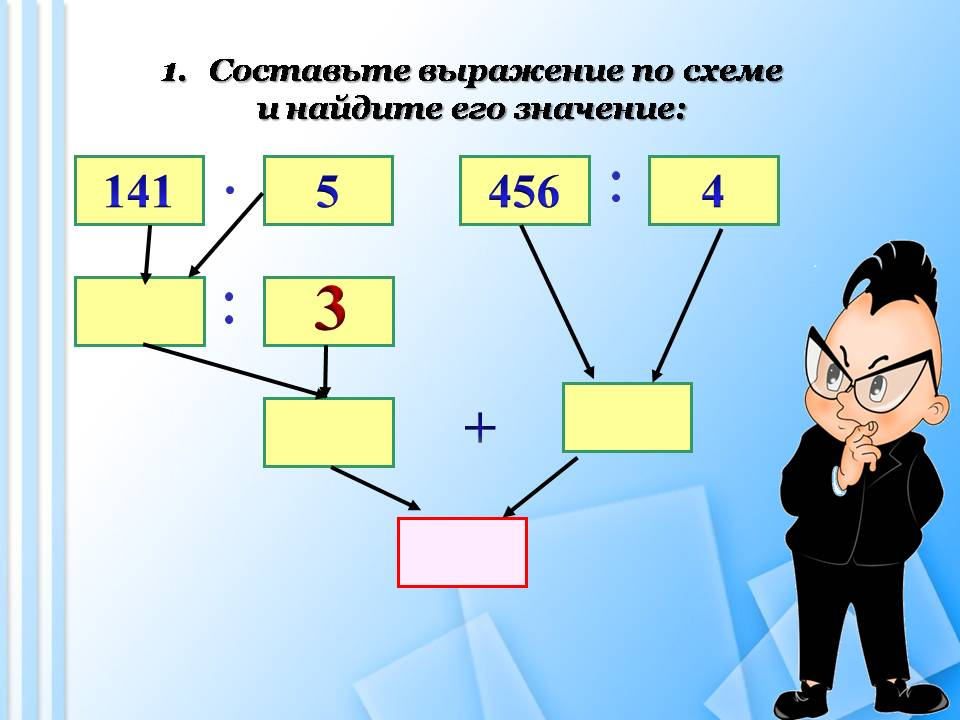 1. Составьте выражение по схеме
и найдите его значение:
141 · 5 456 : 4
: 3
+